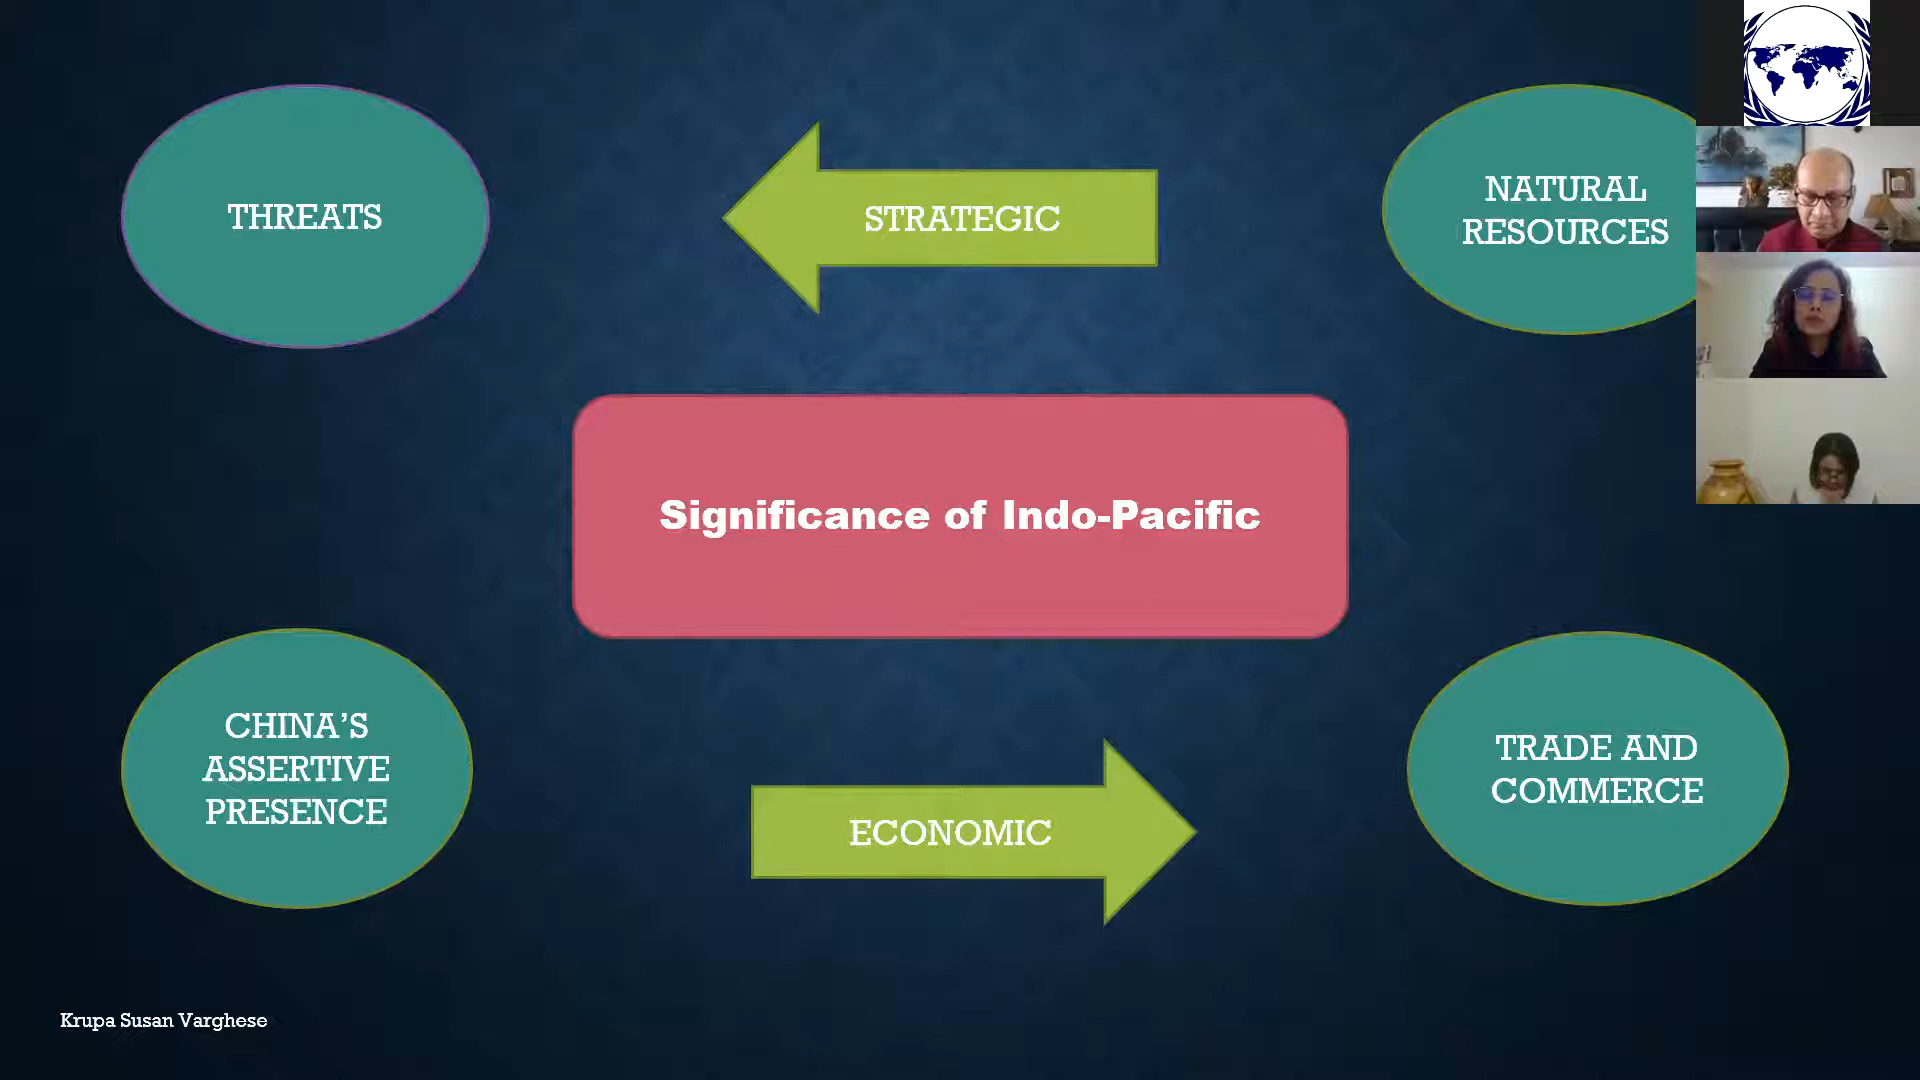 THREATS
STRATEGIC
NATURAL
RESOURCES
Significance of Indo-Pacific
CHINA’S
ASSERTIVE
PRESENCE
ECONOMIC
TRADE AND
COMMERCE
Krupa Susan Varghese